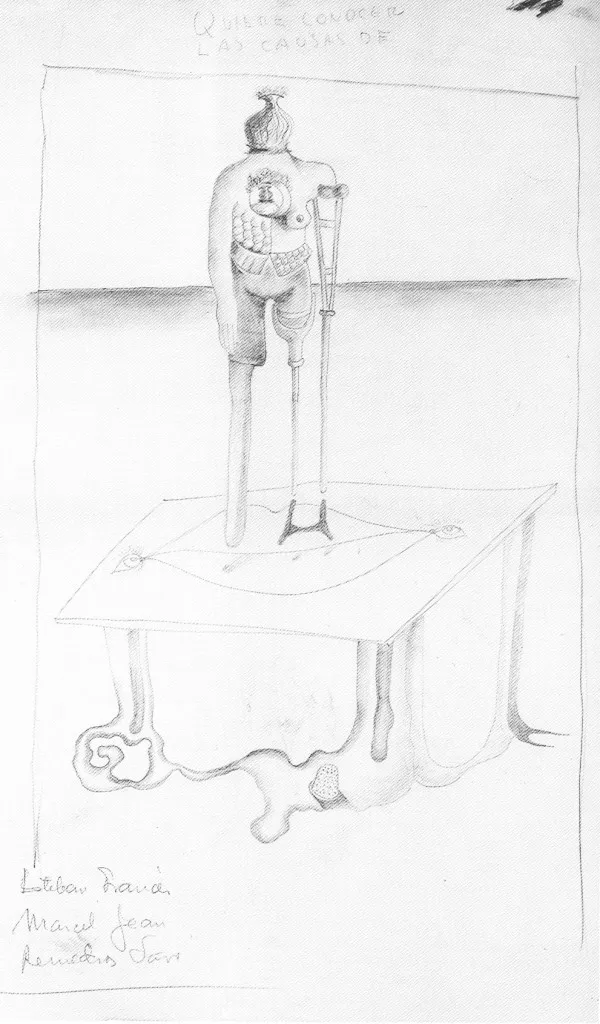 QUIERE CONOCER
LAS CAUSAS DE
Esteban Francés
Marcel Jean
Remedios Varo